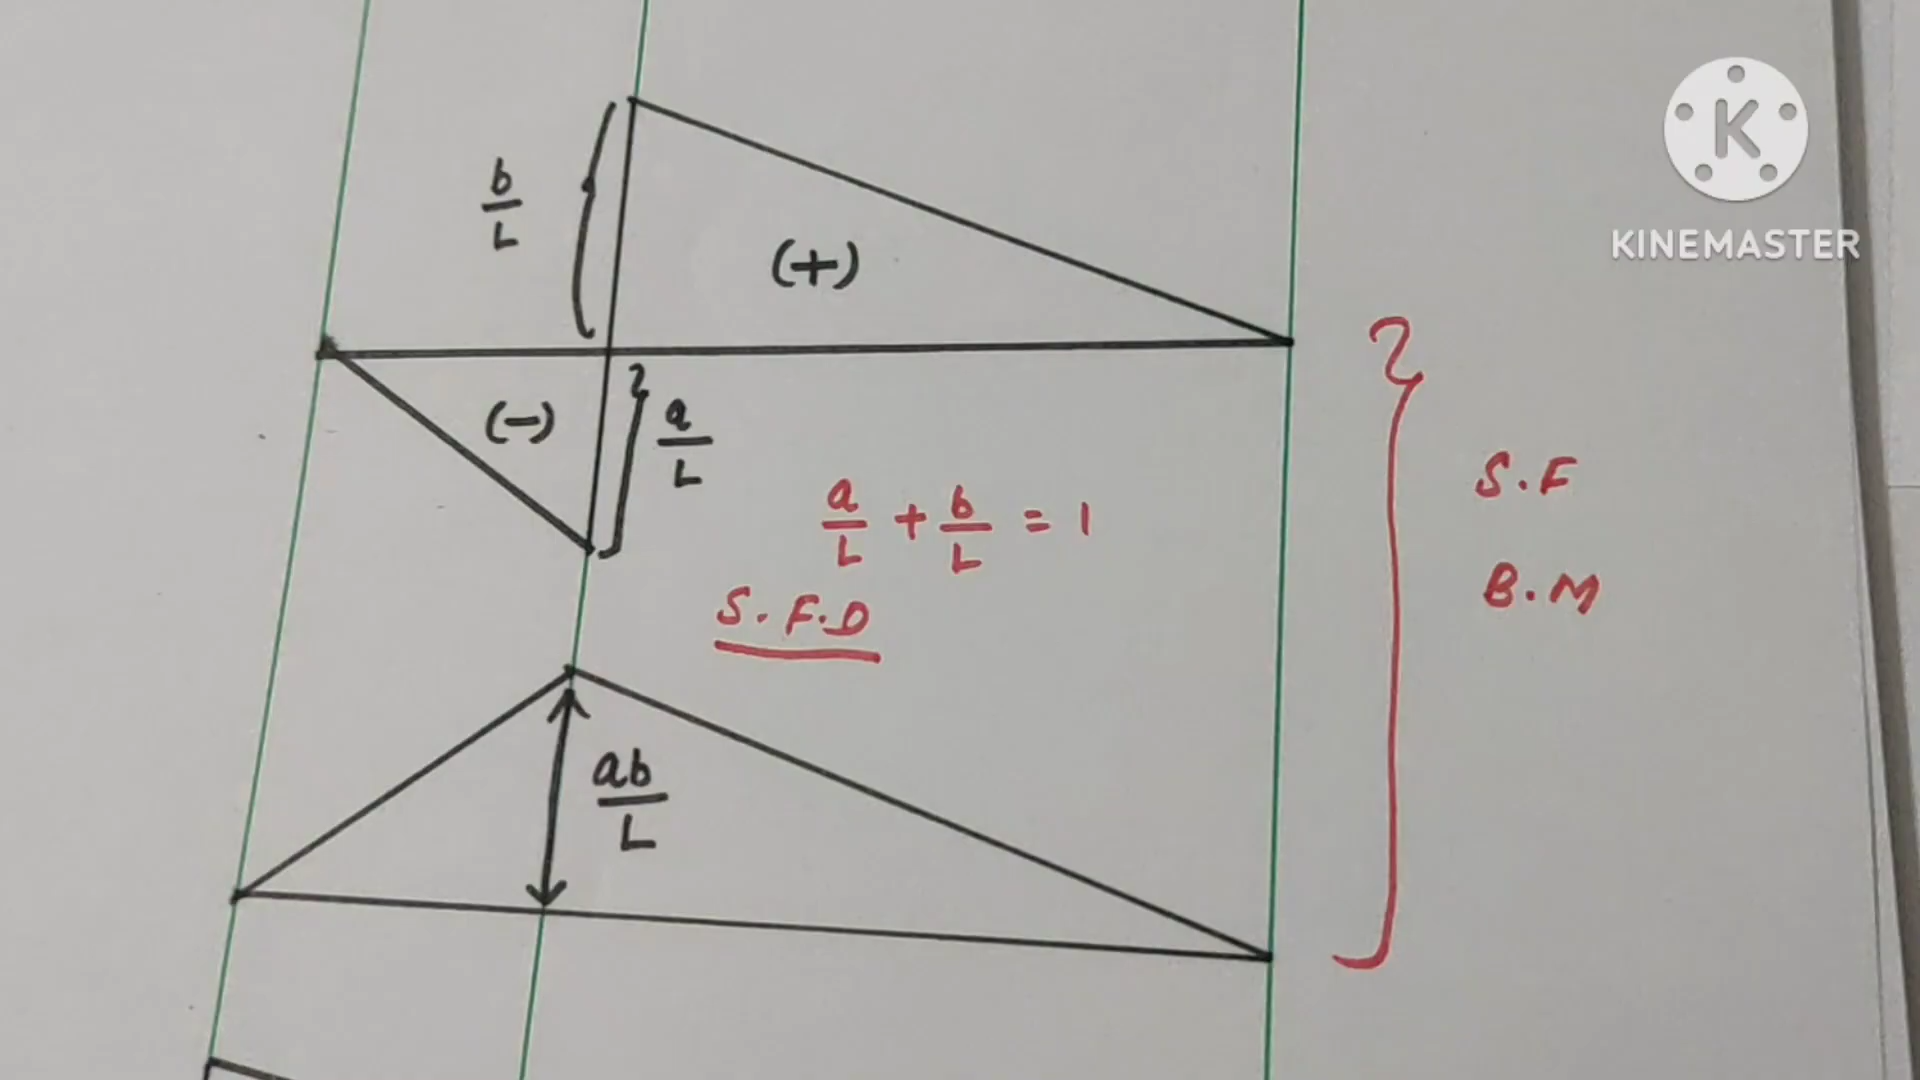 b/L
(+)
(-)
a/L
a/L + b/L = 1
S.F.D
ab/L
S.F
B.M
K
KINEMASTER